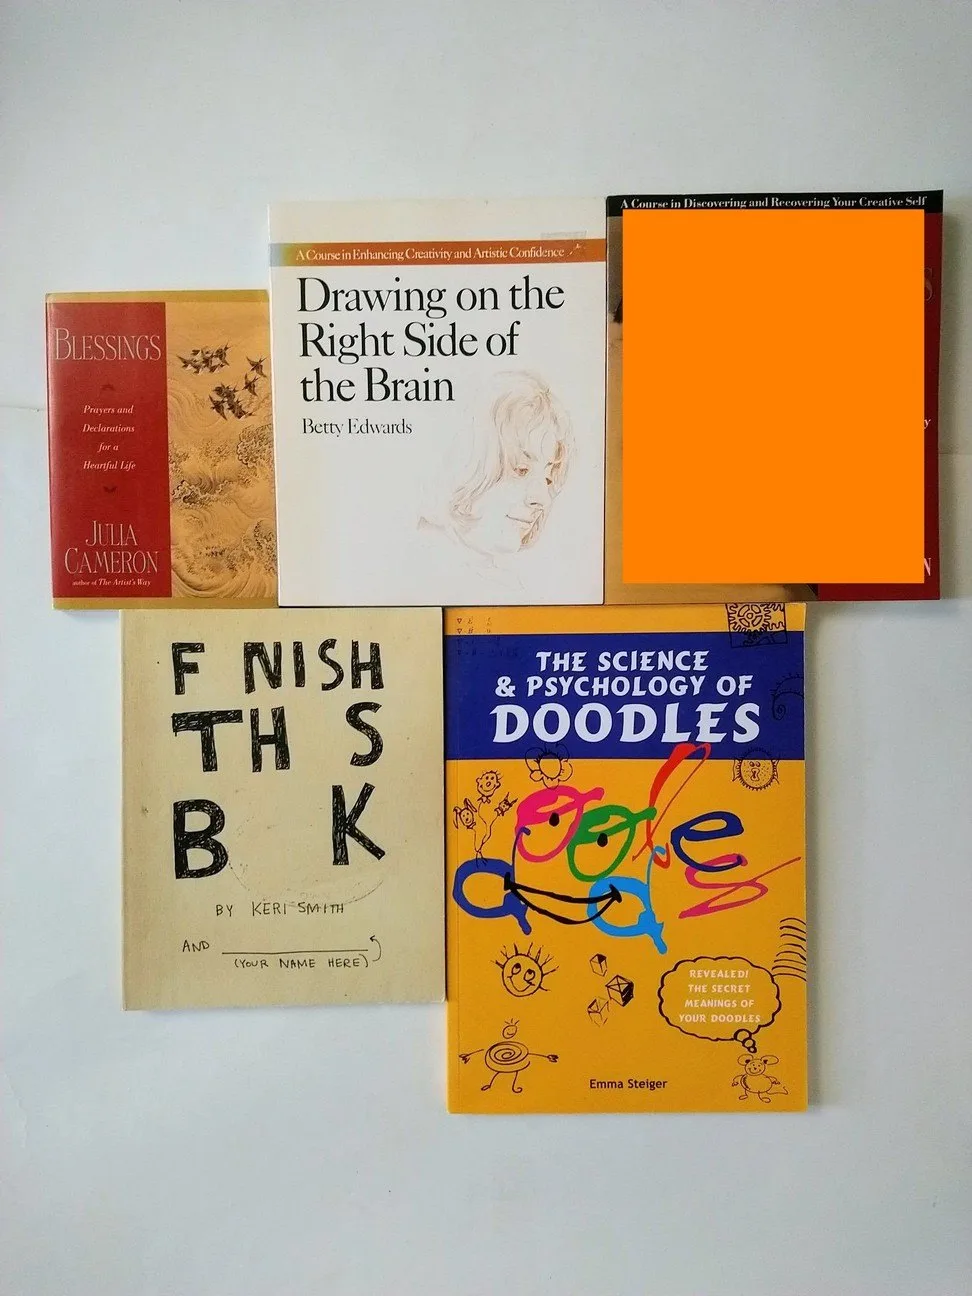 BLESSINGS
Prayers and
Declarations
for a
Heartful Life
JULIA
CAMERON
author of The Artist's Way
A Course in Enhancing Creativity and Artistic Confidence
Drawing on the
Right Side of
the Brain
Betty Edwards
A Course in Discovering and Recovering Your Creative Self
F NISH
TH S
B K
BY KERI SMITH
AND
(YOUR NAME HERE)
THE SCIENCE
& PSYCHOLOGY OF
DOODLES
REVEALED!
THE SECRET
MEANINGS OF
YOUR DOODLES
Emma Steiger